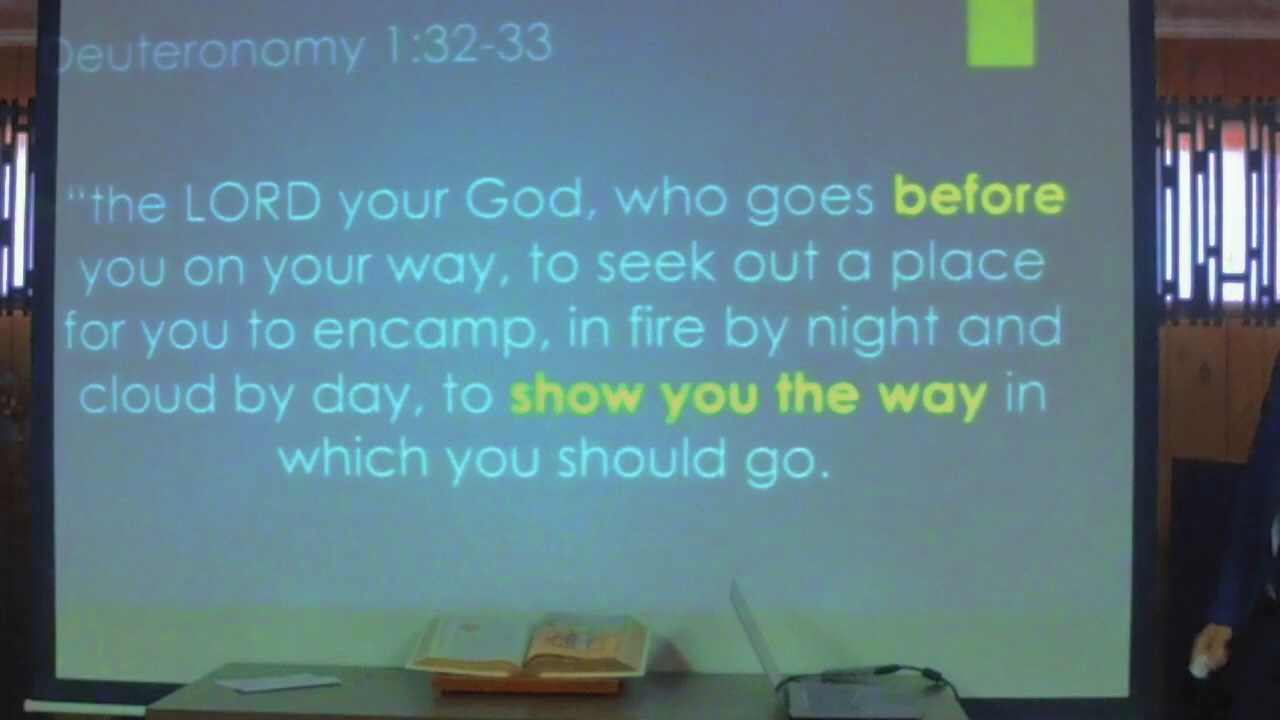 Deuteronomy 1:32-33
"the LORD your God, who goes before
you on your way, to seek out a place
for you to encamp, in fire by night and
cloud by day, to show you the way in
which you should go.